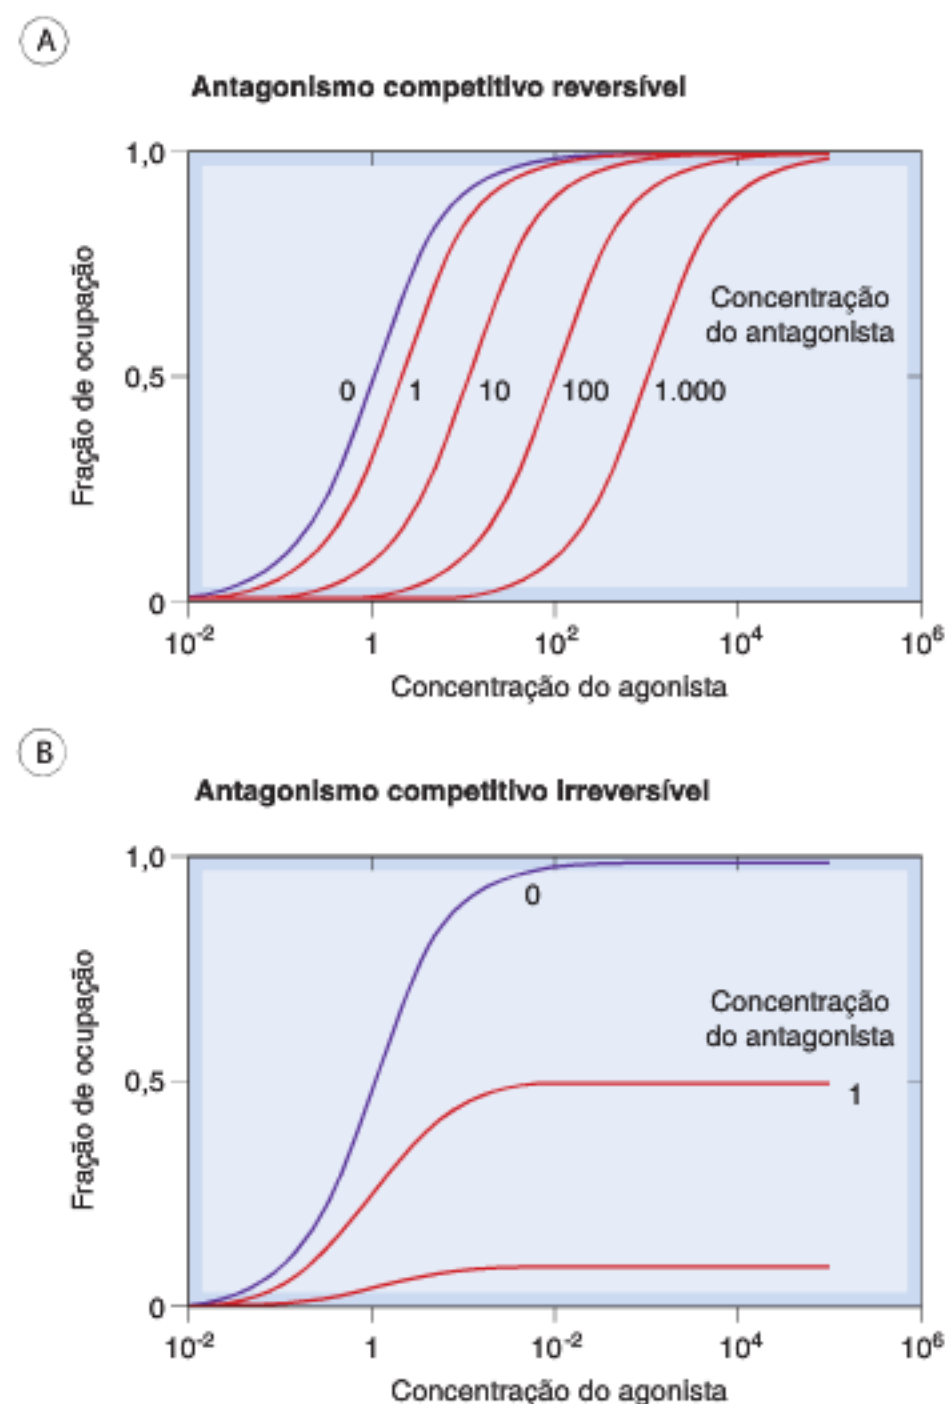 A
Antagonismo competitivo reversível
1,0
0,5
0
Fração de ocupação
0
1
10
100
1.000
Concentração
do antagonista
10-2
1
10²
10⁴
10⁶
Concentração do agonista
B
Antagonismo competitivo irreversível
1,0
0,5
0
Fração de ocupação
0
Concentração
do antagonista
1
10-2
1
10-2
10⁴
10⁶
Concentração do agonista